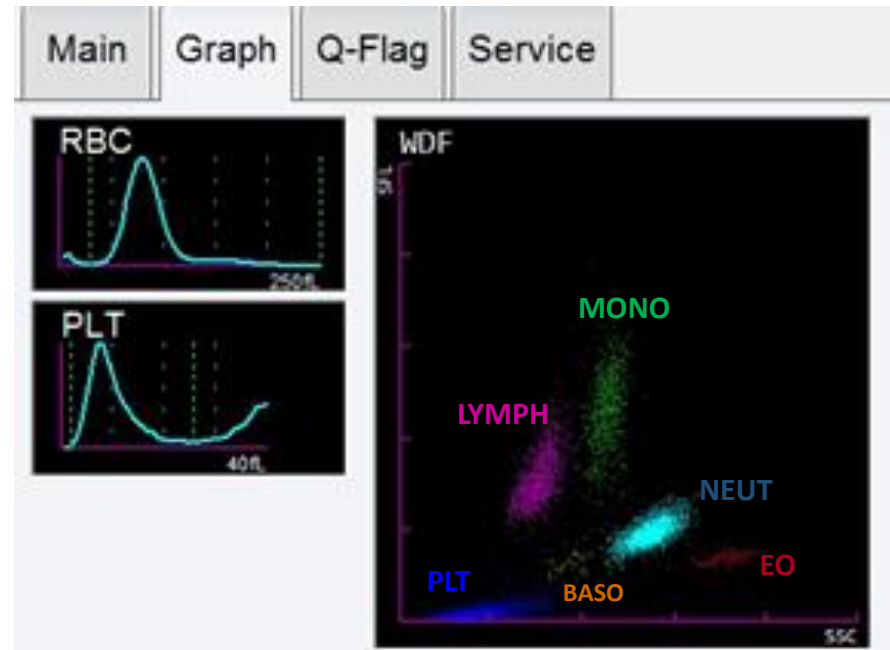 Main Graph Q-Flag Service
RBC
250fL
PLT
40fL
WDF
SFL
MONO
LYMPH
NEUT
EO
PLT
BASO
SSC